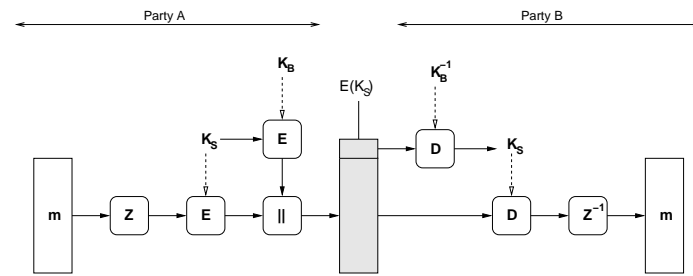 Party A
Party B
K_B
K_B^{-1}
E(K_S)
K_S
E
D
K_S
m
Z
E
||
D
Z^{-1}
m